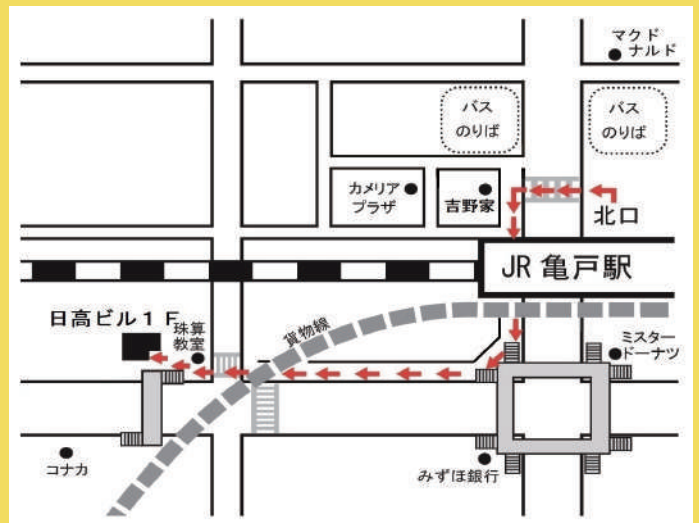 マクド
ナルド
バス
のりば
バス
のりば
カメリア
プラザ
吉野家
北口
JR 亀戸駅
日高ビル1F
珠算
教室
貨物線
ミスター
ドーナツ
コナカ
みずほ銀行